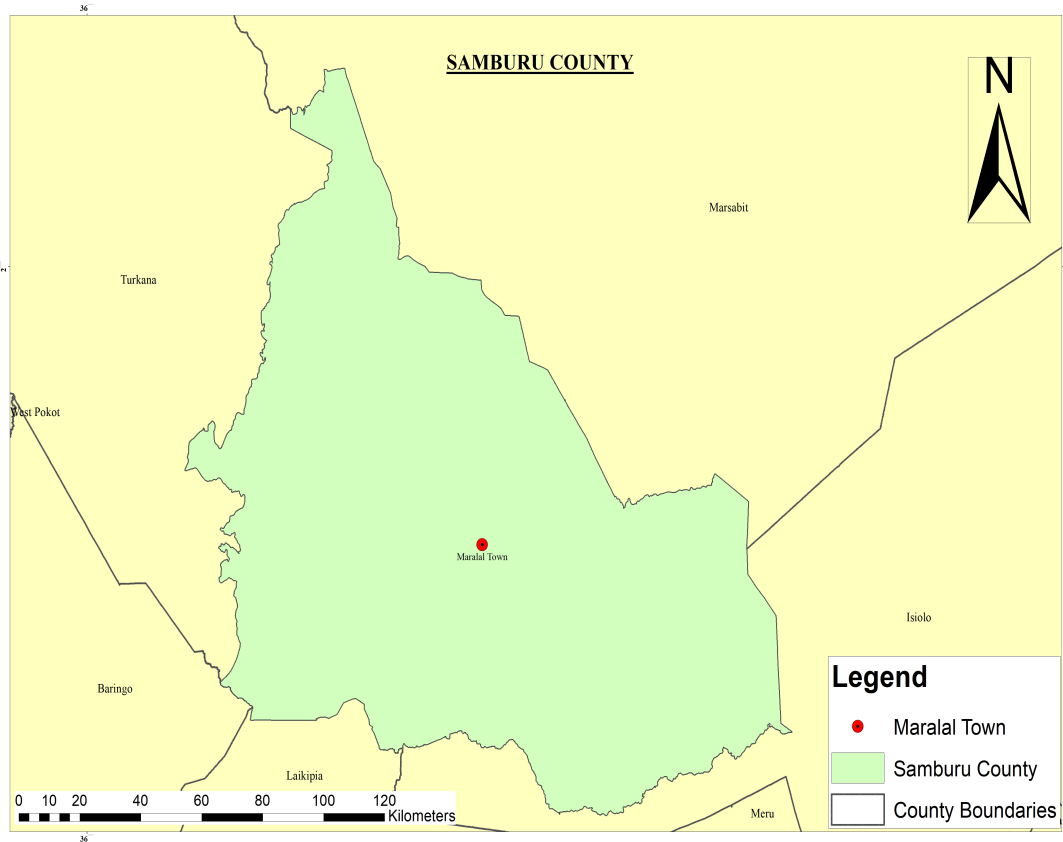 36
SAMBURU COUNTY
N
Marsabit
2
Turkana
West Pokot
Maralal Town
Isiolo
Legend
Baringo
Maralal Town
Samburu County
Laikipia
0 10 20 40 60 80 100 120
Kilometers
Meru
County Boundaries
36